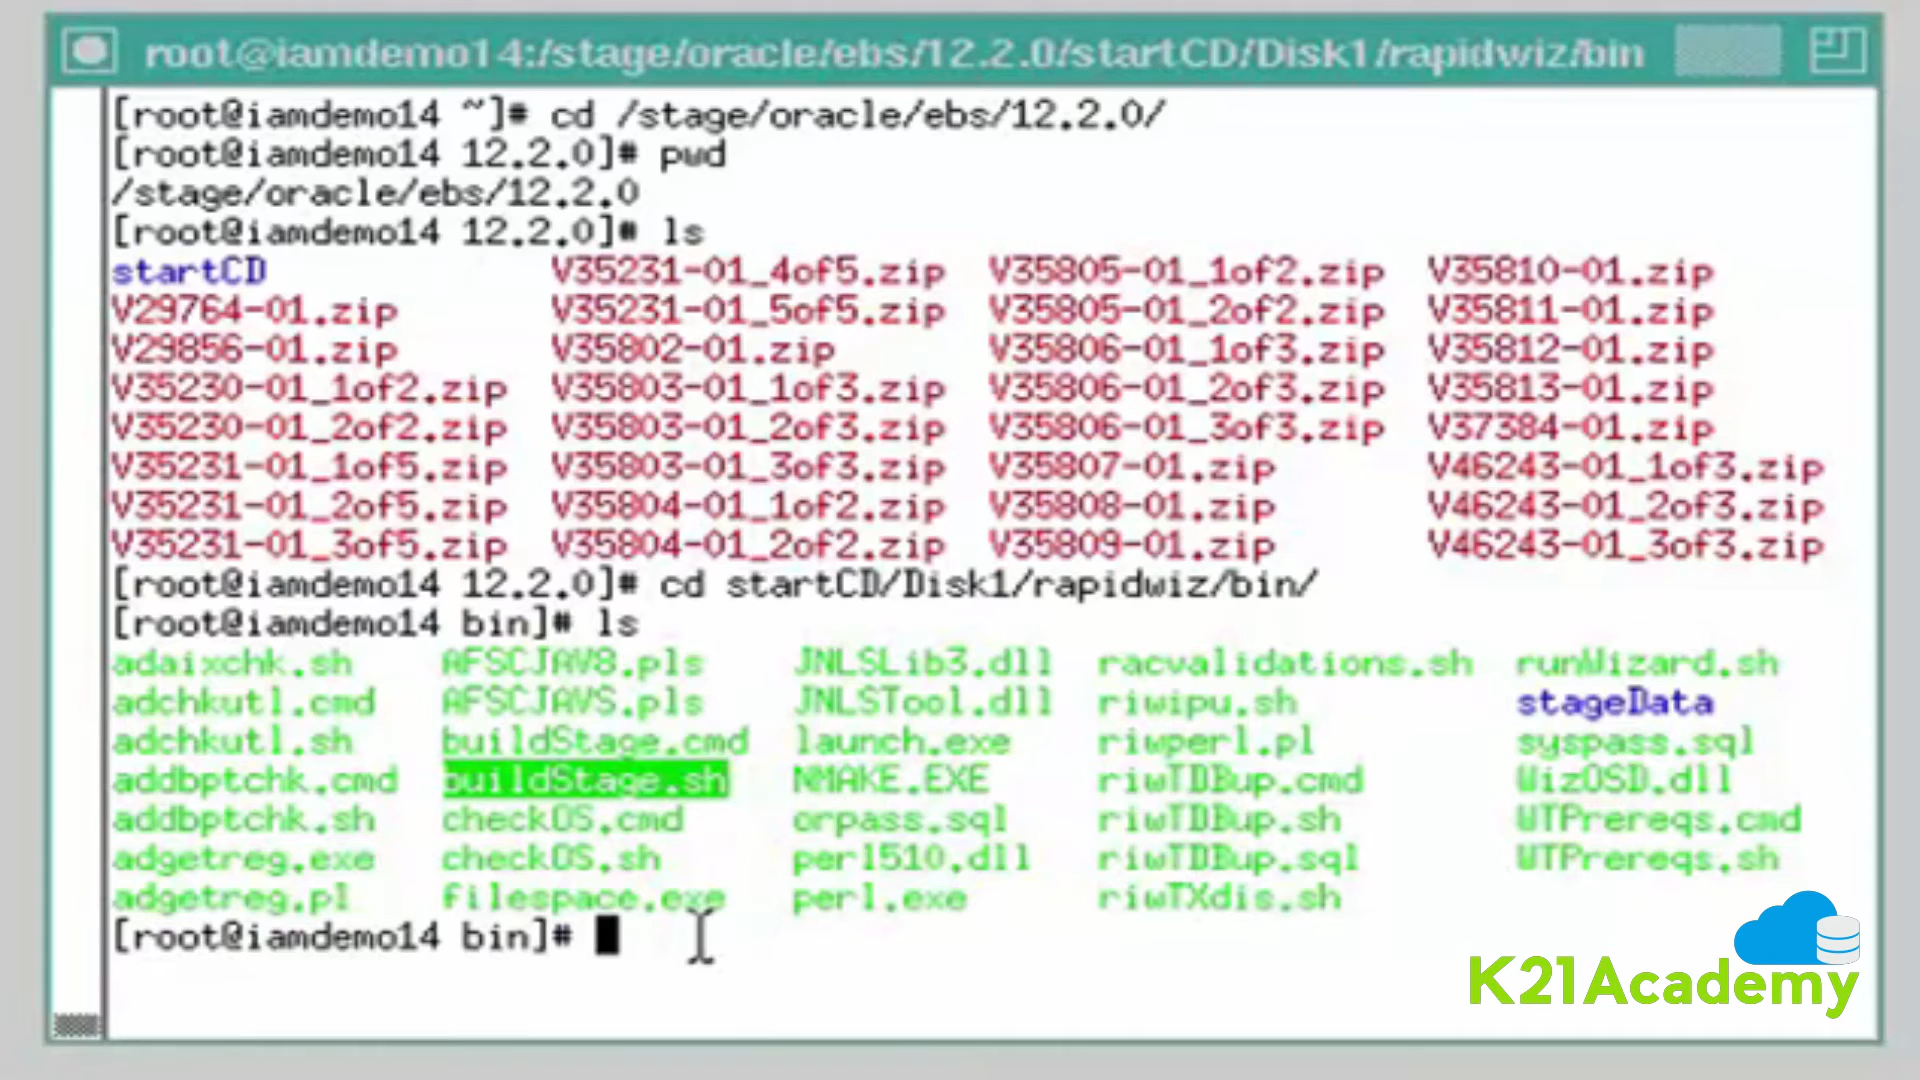 root@iamdemo14:/stage/oracle/ebs/12.2.0/startCD/Disk1/rapidwiz/bin
[root@iamdemo14 ~]# cd /stage/oracle/ebs/12.2.0/
[root@iamdemo14 12.2.0]# pwd
/stage/oracle/ebs/12.2.0
[root@iamdemo14 12.2.0]# ls
startCD V35231-01_4of5.zip V35805-01_1of2.zip V35810-01.zip
V29764-01.zip V35231-01_5of5.zip V35805-01_2of2.zip V35811-01.zip
V29856-01.zip V35802-01.zip V35806-01_1of3.zip V35812-01.zip
V35230-01_1of2.zip V35803-01_1of3.zip V35806-01_2of3.zip V35813-01.zip
V35230-01_2of2.zip V35803-01_2of3.zip V35806-01_3of3.zip V37384-01.zip
V35231-01_1of5.zip V35803-01_3of3.zip V35807-01.zip V46243-01_1of3.zip
V35231-01_2of5.zip V35804-01_1of2.zip V35808-01.zip V46243-01_2of3.zip
V35231-01_3of5.zip V35804-01_2of2.zip V35809-01.zip V46243-01_3of3.zip
[root@iamdemo14 12.2.0]# cd startCD/Disk1/rapidwiz/bin/
[root@iamdemo14 bin]# ls
adaixchk.sh AFSCJAV8.pls JNLSLib3.dll racvalidations.sh runWizard.sh
adchkutl.cmd AFSCJAVS.pls JNLSTool.dll riwipu.sh stageData
adchkutl.sh buildStage.cmd launch.exe riwperl.pl syspass.sql
addbptchk.cmd buildStage.sh NMAKE.EXE riwTDBup.cmd WizOSD.dll
addbptchk.sh checkOS.cmd orpass.sql riwTDBup.sh WTPrereqs.cmd
adgetreg.exe checkOS.sh perl510.dll riwTDBup.sql WTPrereqs.sh
adgetreg.pl filespace.exe perl.exe riwTXdis.sh
[root@iamdemo14 bin]#
K21Academy